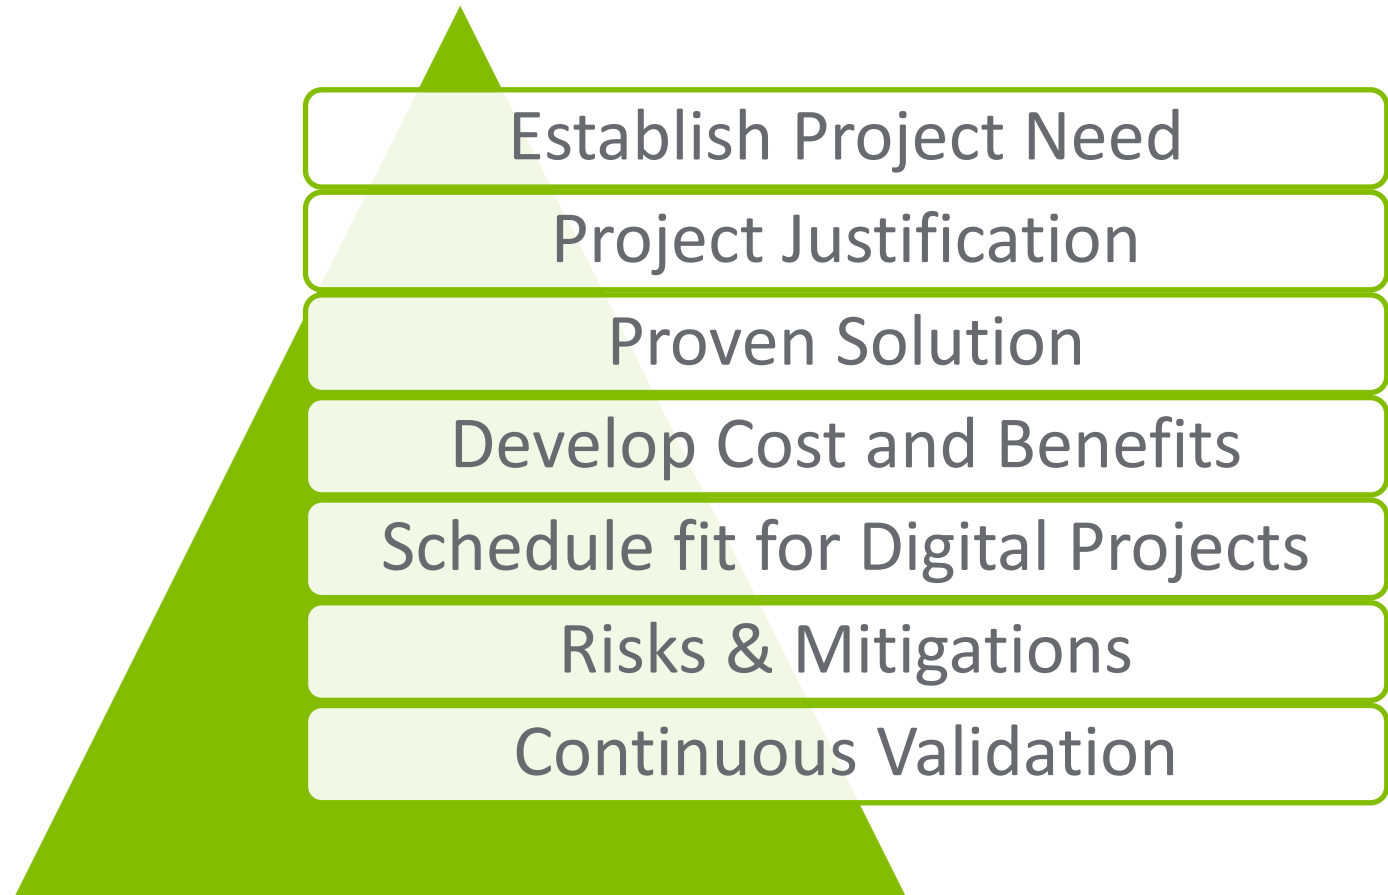 Establish Project Need
Project Justification
Proven Solution
Develop Cost and Benefits
Schedule fit for Digital Projects
Risks & Mitigations
Continuous Validation